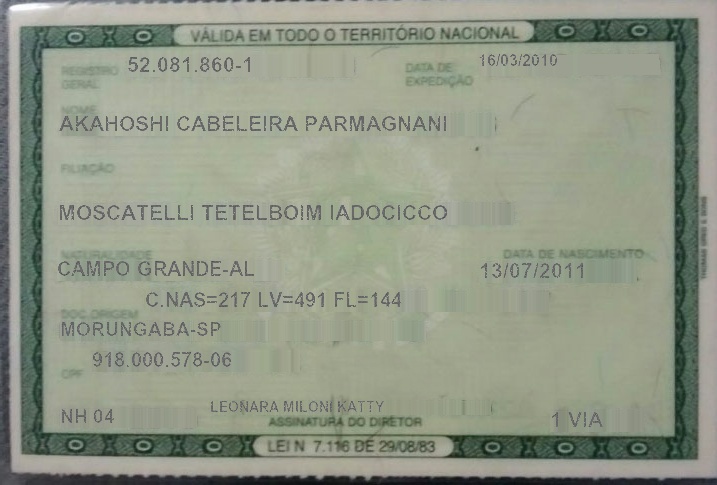 VÁLIDA EM TODO O TERRITÓRIO NACIONAL
REGISTRO GERAL 52.081.860-1 DATA DE EXPEDIÇÃO 16/03/2010
NOME
AKAHOSHI CABELEIRA PARMAGNANI
FILIAÇÃO
MOSCATELLI TETELBOIM IADOCICCO
NATURALIDADE DATA DE NASCIMENTO
CAMPO GRANDE-AL 13/07/2011
C.NAS=217 LV=491 FL=144
DOC. ORIGEM
MORUNGABA-SP
CPF 918.000.578-06
NH 04 LEONARA MILONI KATTY 1 VIA
ASSINATURA DO DIRETOR
LEI N 7.116 DE 29/08/83